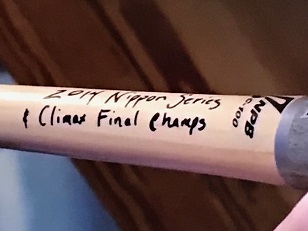 2014 Nippon Series
& Climax Final Champs
NPB